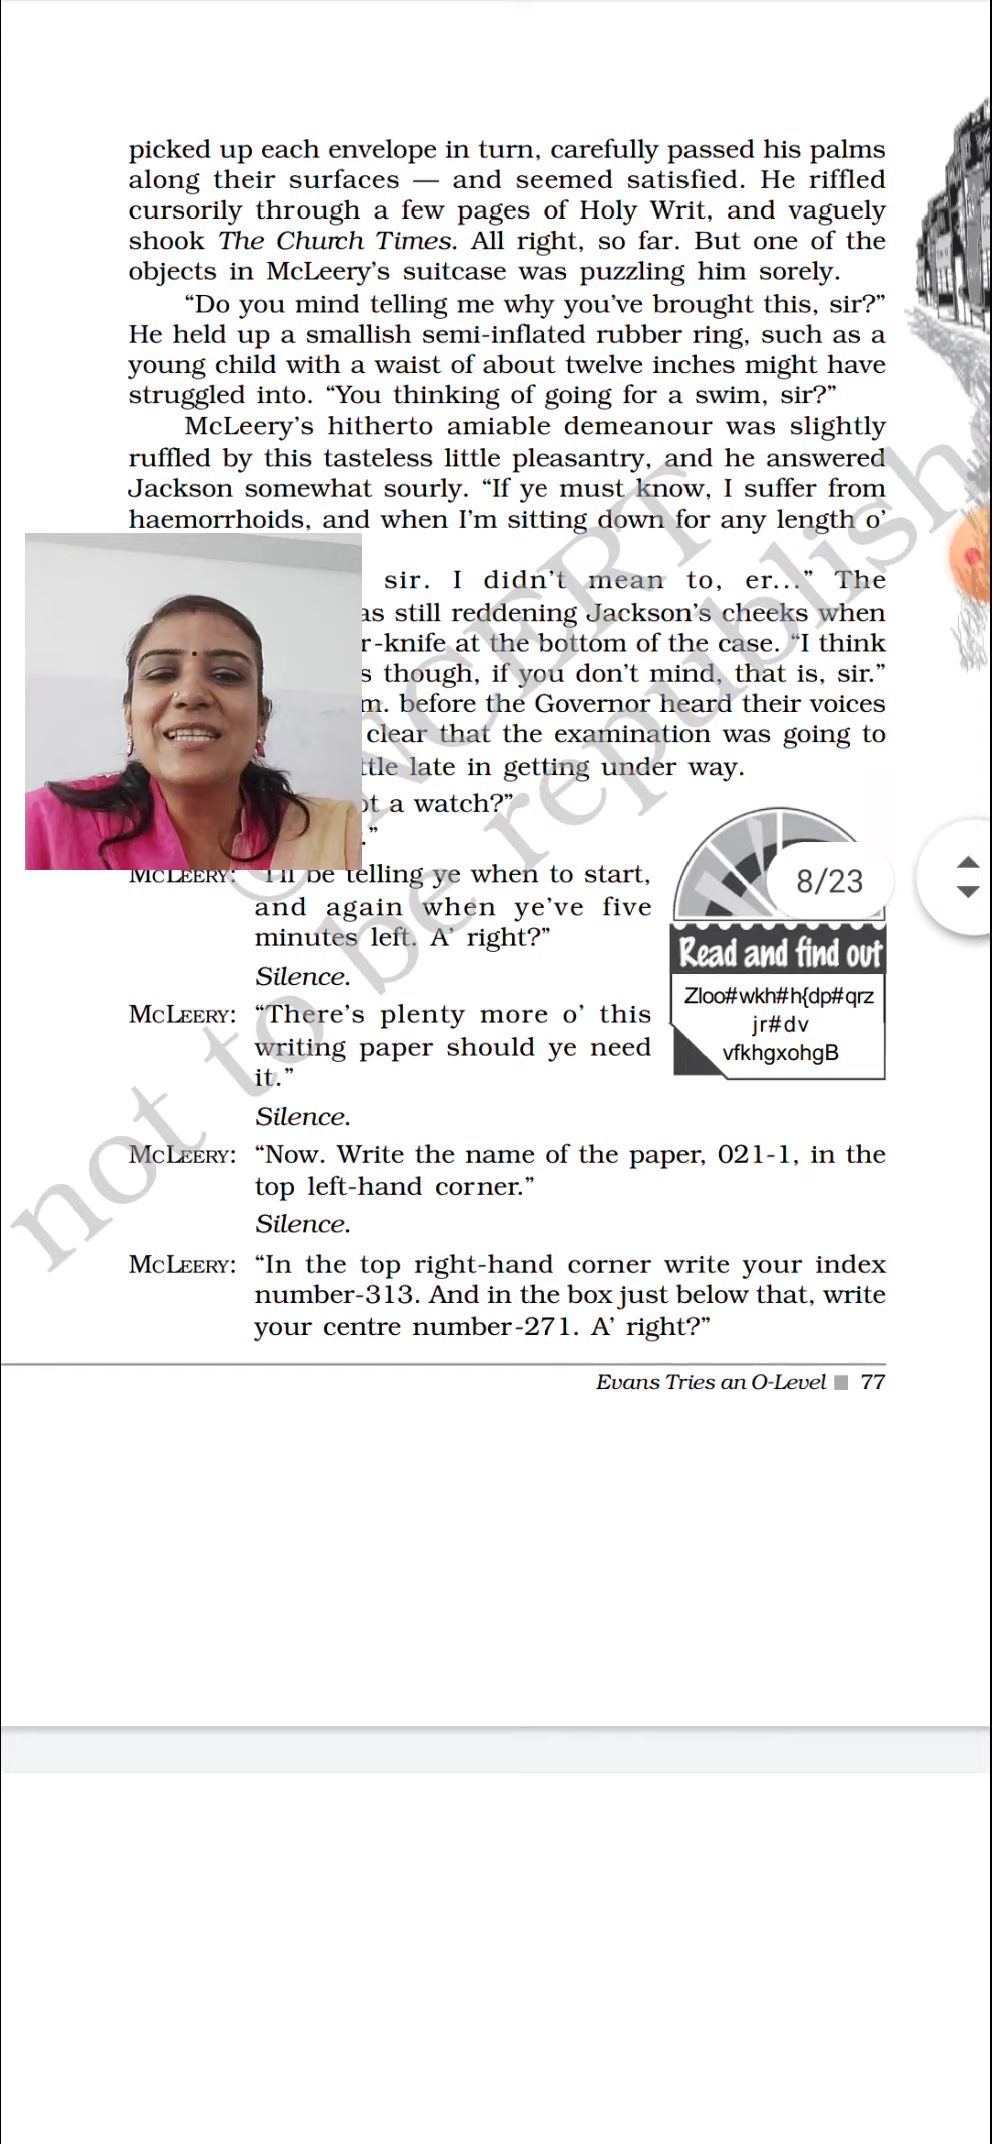 picked up each envelope in turn, carefully passed his palms
along their surfaces — and seemed satisfied. He riffled
cursorily through a few pages of Holy Writ, and vaguely
shook The Church Times. All right, so far. But one of the
objects in McLeery’s suitcase was puzzling him sorely.
“Do you mind telling me why you’ve brought this, sir?”
He held up a smallish semi-inflated rubber ring, such as a
young child with a waist of about twelve inches might have
struggled into. “You thinking of going for a swim, sir?”
McLeery’s hitherto amiable demeanour was slightly
ruffled by this tasteless little pleasantry, and he answered
Jackson somewhat sourly. “If ye must know, I suffer from
haemorrhoids, and when I’m sitting down for any length o’
sir. I didn’t mean to, er...” The
still reddening Jackson’s cheeks when
-knife at the bottom of the case. “I think
though, if you don’t mind, that is, sir.”
before the Governor heard their voices
clear that the examination was going to
late in getting under way.
a watch?”
.”
McLEERY: “I’ll be telling ye when to start,
and again when ye’ve five
minutes left. A’ right?”
Silence.
McLEERY: “There’s plenty more o’ this
writing paper should ye need
it.”
Silence.
McLEERY: “Now. Write the name of the paper, 021-1, in the
top left-hand corner.”
Silence.
McLEERY: “In the top right-hand corner write your index
number-313. And in the box just below that, write
your centre number-271. A’ right?”
8/23
Read and find out
Zloo#wkh#h{dp#qrz
jr#dv
vfkhgxohgB
Evans Tries an O-Level 77
© NCERT
not to be republish